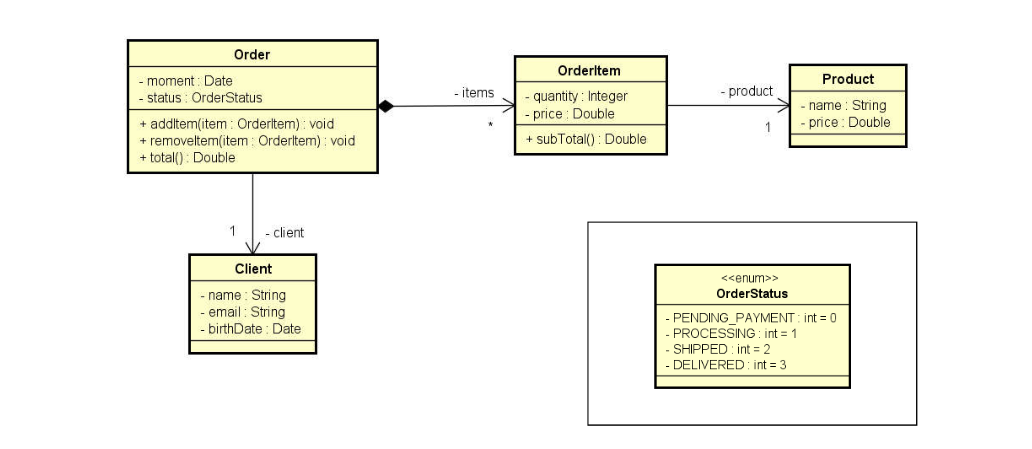 Order
- moment : Date
- status : OrderStatus
+ addItem(item : OrderItem) : void
+ removeItem(item : OrderItem) : void
+ total() : Double
- items
*
OrderItem
- quantity : Integer
- price : Double
+ subTotal() : Double
- product
1
Product
- name : String
- price : Double
1
- client
Client
- name : String
- email : String
- birthDate : Date
<<enum>>
OrderStatus
- PENDING_PAYMENT : int = 0
- PROCESSING : int = 1
- SHIPPED : int = 2
- DELIVERED : int = 3